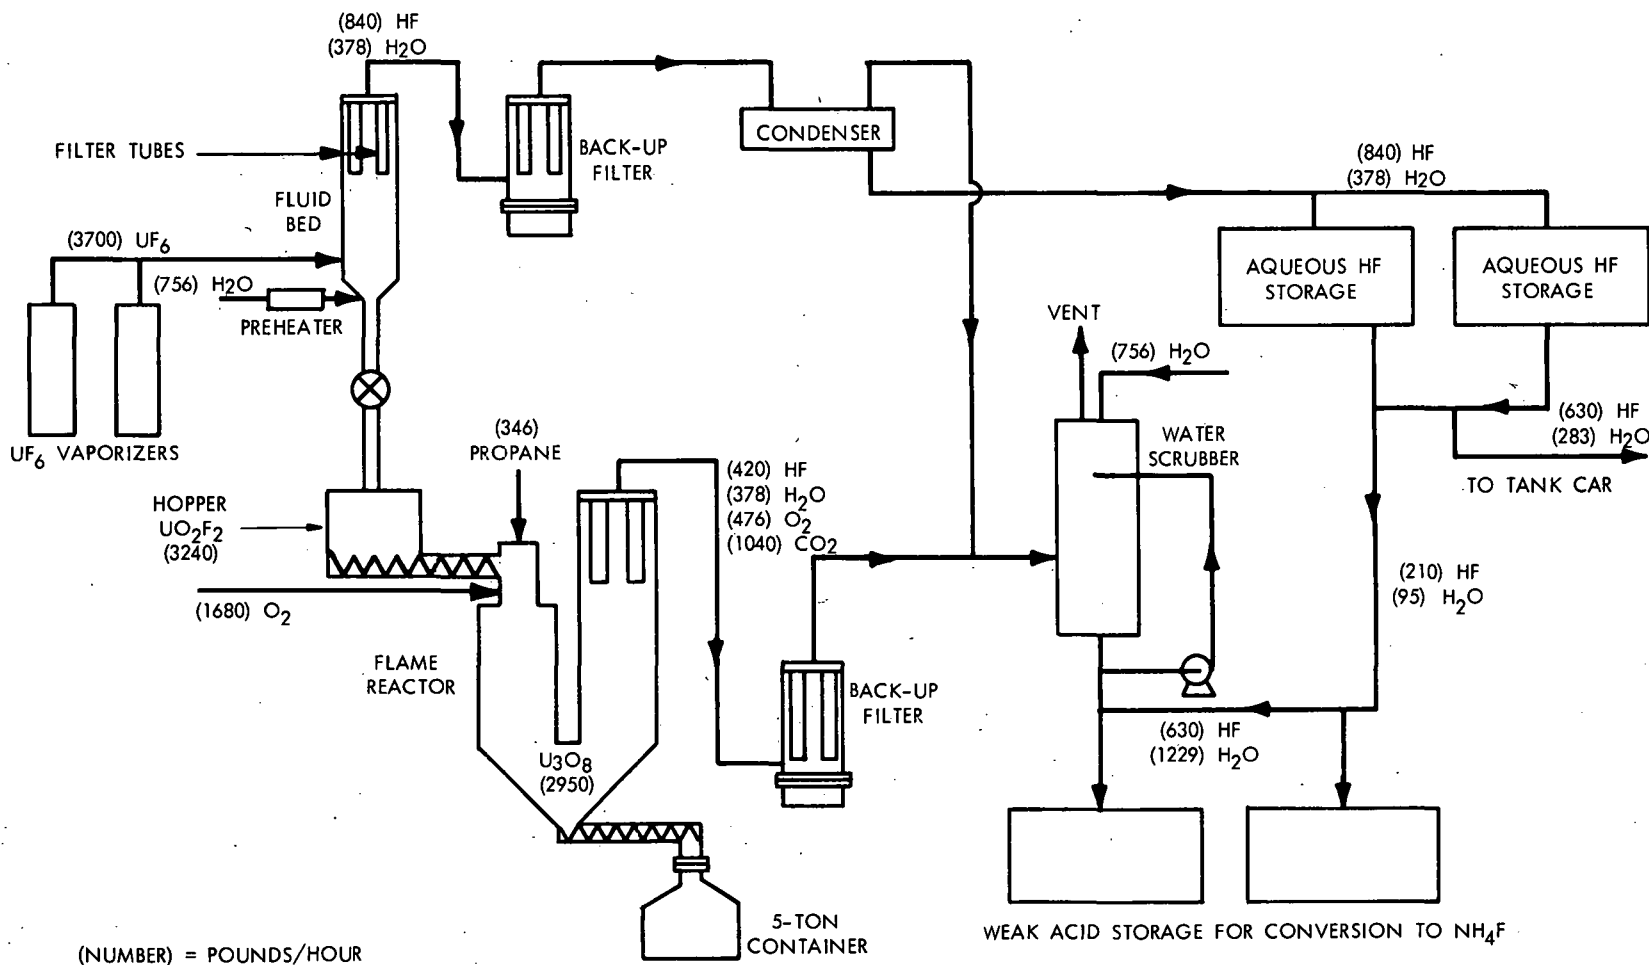 (840) HF
(378) H2O
FILTER TUBES
FLUID
BED
BACK-UP
FILTER
CONDENSER
(840) HF
(378) H2O
(3700) UF6
(756) H2O
PREHEATER
UF6 VAPORIZERS
AQUEOUS HF
STORAGE
AQUEOUS HF
STORAGE
VENT
(756) H2O
WATER
SCRUBBER
(630) HF
(283) H2O
TO TANK CAR
(346)
PROPANE
(420) HF
(378) H2O
(476) O2
(1040) CO2
HOPPER
UO2F2
(3240)
(1680) O2
(210) HF
(95) H2O
FLAME
REACTOR
BACK-UP
FILTER
U3O8
(2950)
(630) HF
(1229) H2O
5-TON
CONTAINER
WEAK ACID STORAGE FOR CONVERSION TO NH4F
(NUMBER) = POUNDS/HOUR